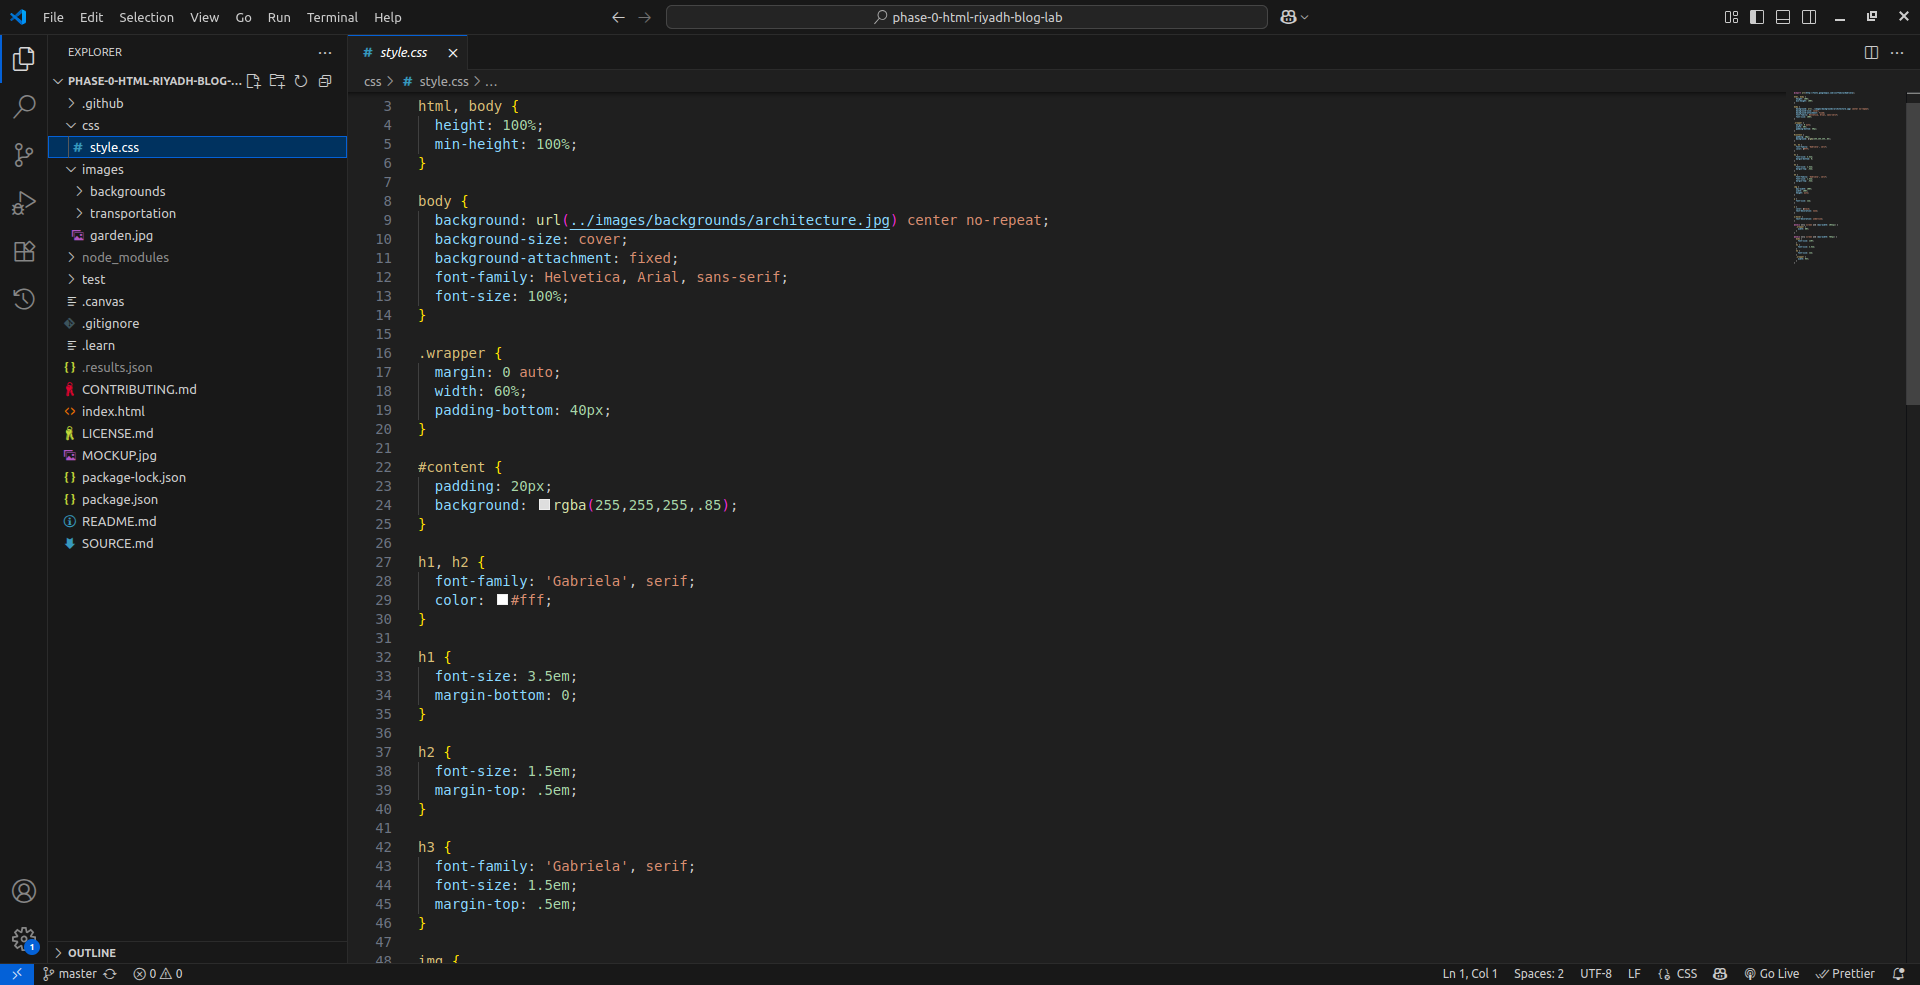 File Edit Selection View Go Run Terminal Help
phase-0-html-riyadh-blog-lab
EXPLORER
PHASE-0-HTML-RIYADH-BLOG-...
.github
css
style.css
images
backgrounds
transportation
garden.jpg
node_modules
test
.canvas
.gitignore
.learn
.results.json
CONTRIBUTING.md
index.html
LICENSE.md
MOCKUP.jpg
package-lock.json
package.json
README.md
SOURCE.md
OUTLINE
# style.css
css > # style.css > ...
3 html, body {
4 height: 100%;
5 min-height: 100%;
6 }
7
8 body {
9 background: url(../images/backgrounds/architecture.jpg) center no-repeat;
10 background-size: cover;
11 background-attachment: fixed;
12 font-family: Helvetica, Arial, sans-serif;
13 font-size: 100%;
14 }
15
16 .wrapper {
17 margin: 0 auto;
18 width: 60%;
19 padding-bottom: 40px;
20 }
21
22 #content {
23 padding: 20px;
24 background: rgba(255,255,255,.85);
25 }
26
27 h1, h2 {
28 font-family: 'Gabriela', serif;
29 color: #fff;
30 }
31
32 h1 {
33 font-size: 3.5em;
34 margin-bottom: 0;
35 }
36
37 h2 {
38 font-size: 1.5em;
39 margin-top: .5em;
40 }
41
42 h3 {
43 font-family: 'Gabriela', serif;
44 font-size: 1.5em;
45 margin-top: .5em;
46 }
47
48 img {
1
master 0 0
Ln 1, Col 1 Spaces: 2 UTF-8 LF {} CSS Go Live Prettier